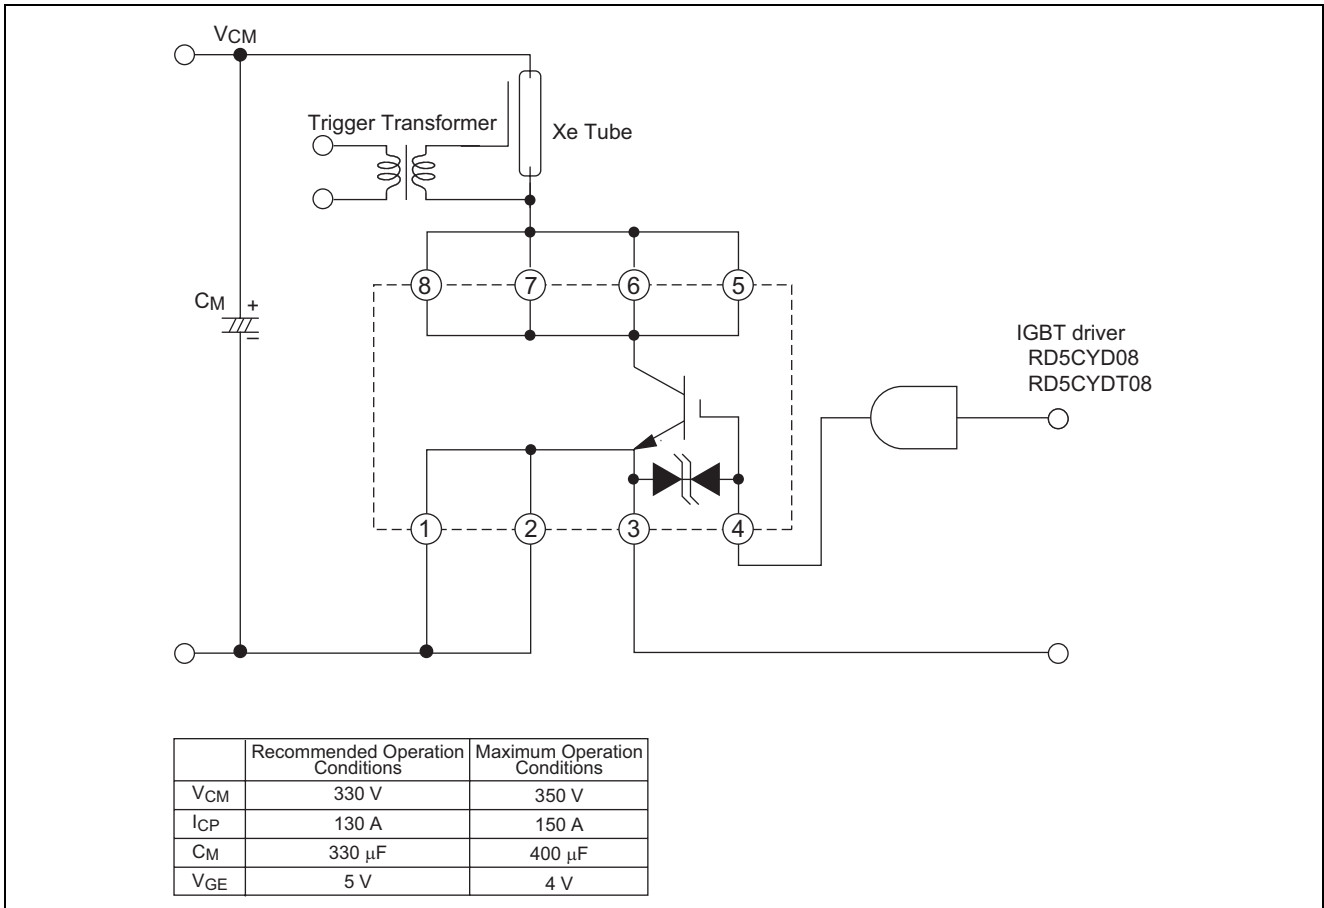 VCM
Trigger Transformer
Xe Tube
8 7 6 5
CM +
−
IGBT driver
RD5CYD08
RD5CYDT08
1 2 3 4
Recommended Operation Conditions Maximum Operation Conditions
VCM 330 V 350 V
ICP 130 A 150 A
CM 330 μF 400 μF
VGE 5 V 4 V